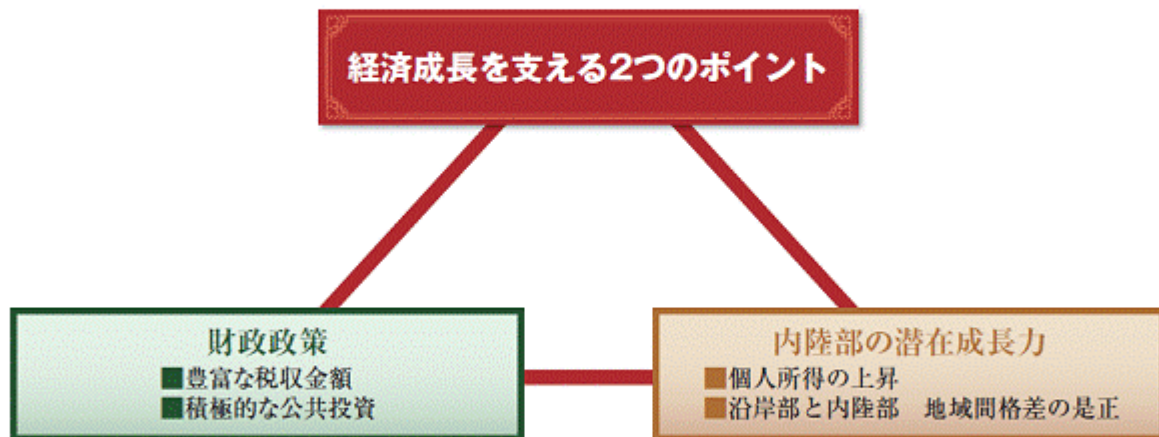 経済成長を支える2つのポイント
財政政策
■豊富な税収金額
■積極的な公共投資
内陸部の潜在成長力
■個人所得の上昇
■沿岸部と内陸部　地域間格差の是正